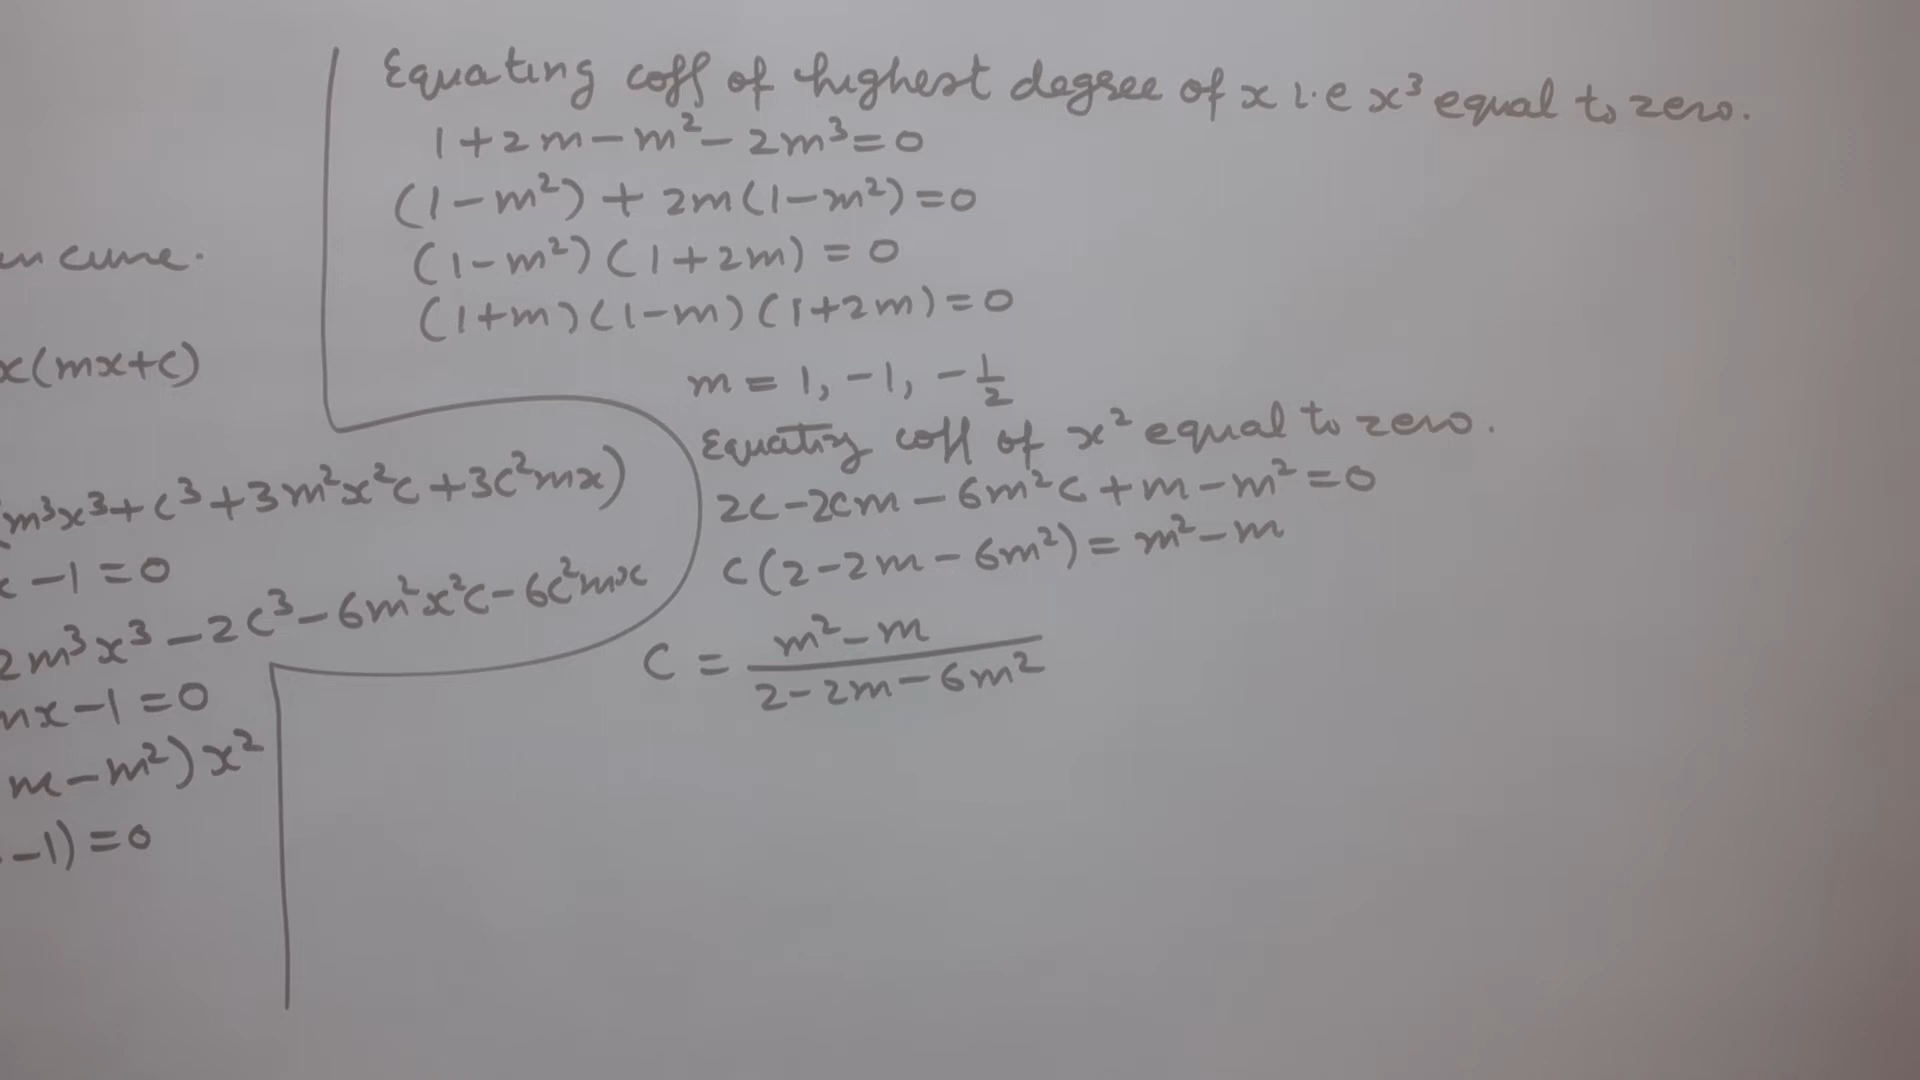 en curve.
x(mx+c)
m³x³+c³+3m²x²c+3c²mx)
-1=0
2m³x³-2c³-6m²x²c-6c²mx
mx-1=0
m-m²)x²
-1)=0
Equating coff of highest degree of x i.e x³ equal to zero.
1+2m-m²-2m³=0
(1-m²)+2m(1-m²)=0
(1-m²)(1+2m)=0
(1+m)(1-m)(1+2m)=0
m=1,-1,-1/2
Equating coff of x² equal to zero.
2c-2cm-6m²c+m-m²=0
c(2-2m-6m²)=m²-m
c=(m²-m)/(2-2m-6m²)